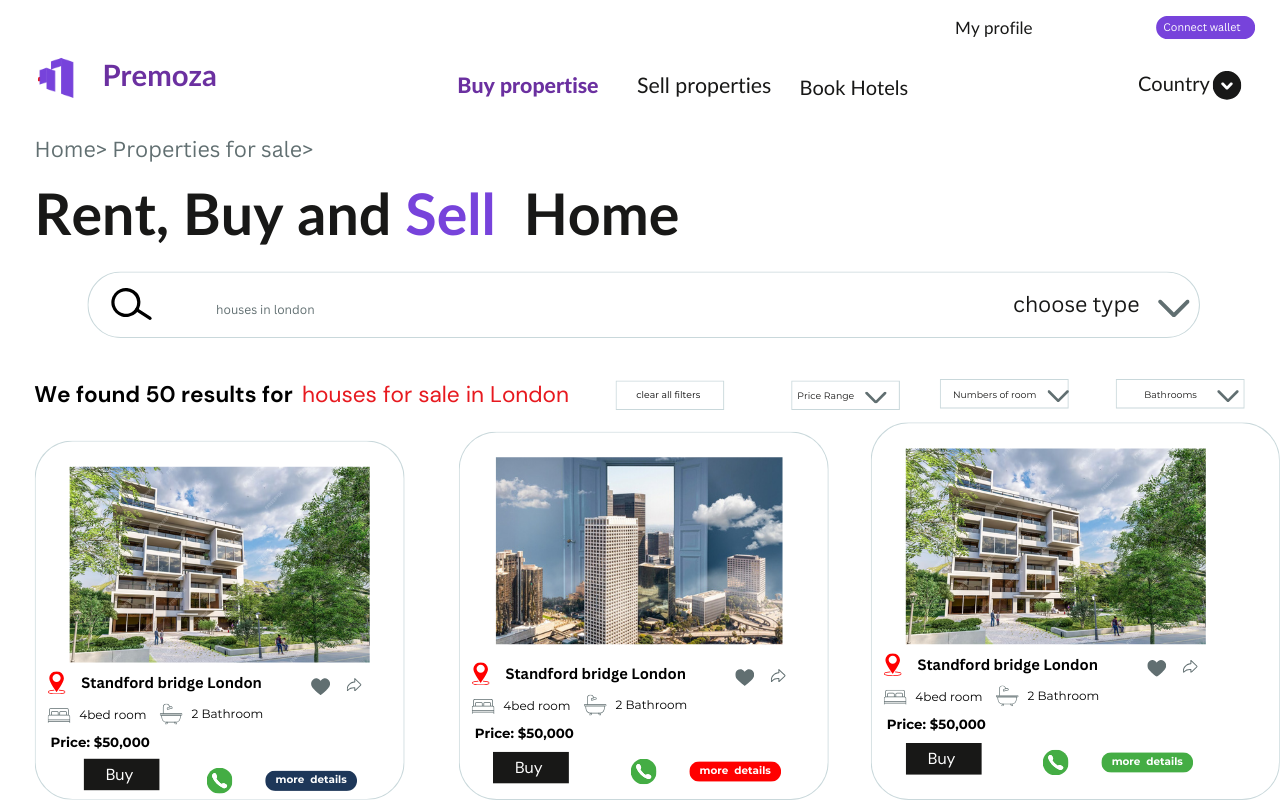 My profile
Connect wallet
Premoza
Buy propertise
Sell properties
Book Hotels
Country
Home> Properties for sale>
Rent, Buy and Sell Home
houses in london
choose type
We found 50 results for houses for sale in London
clear all filters
Price Range
Numbers of room
Bathrooms
Standford bridge London
4bed room
2 Bathroom
Price: $50,000
Buy
more details
Standford bridge London
4bed room
2 Bathroom
Price: $50,000
Buy
more details
Standford bridge London
4bed room
2 Bathroom
Price: $50,000
Buy
more details